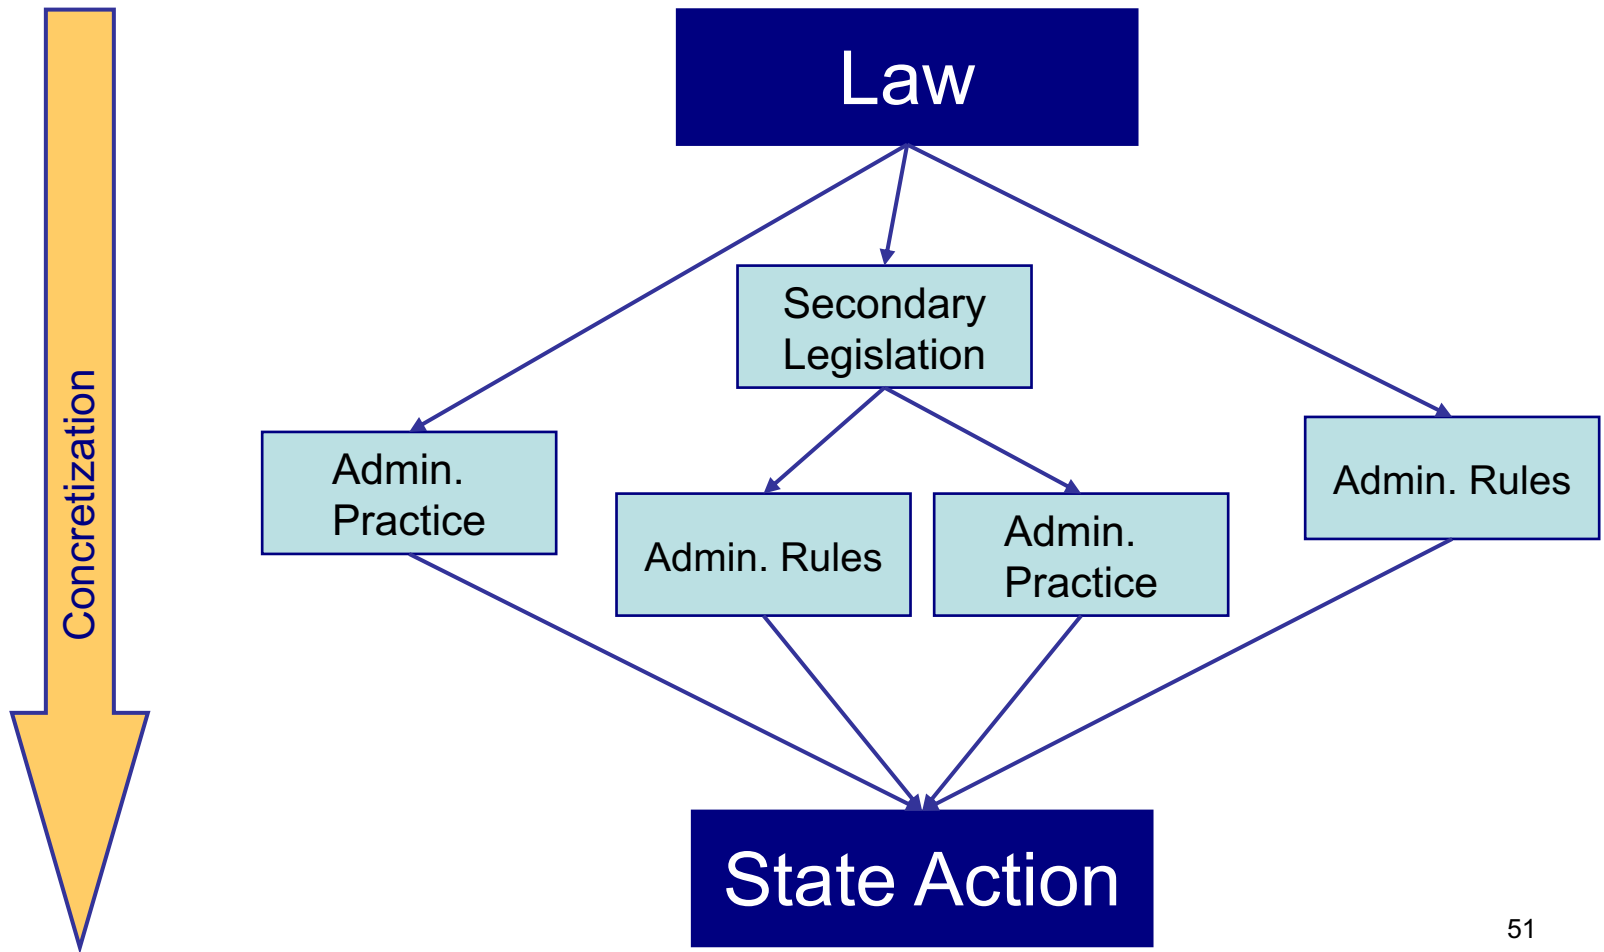 Law
Secondary
Legislation
Concretization
Admin.
Practice
Admin. Rules
Admin.
Practice
Admin. Rules
State Action
51